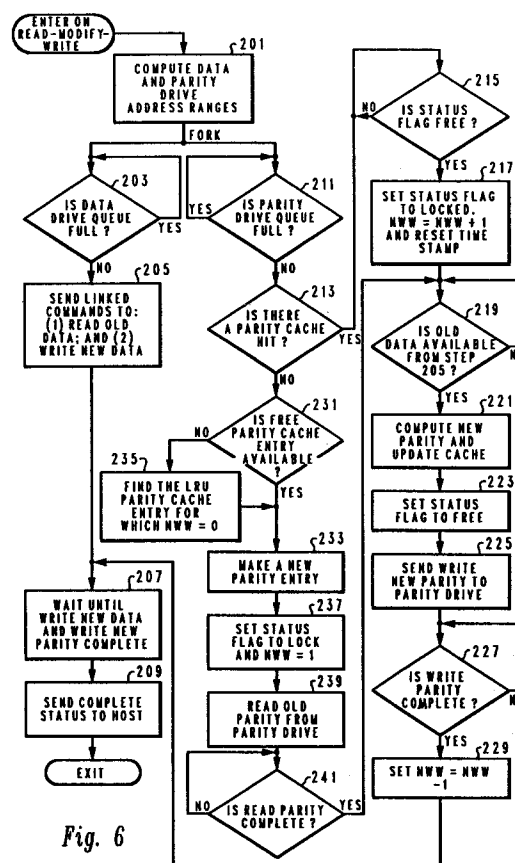 ENTER ON
READ-MODIFY-
WRITE
201
COMPUTE DATA
AND PARITY
DRIVE
ADDRESS RANGES
FORK
203
IS DATA
DRIVE QUEUE
FULL ?
YES
NO
205
SEND LINKED
COMMANDS TO:
(1) READ OLD
DATA; AND (2)
WRITE NEW DATA
207
WAIT UNTIL
WRITE NEW DATA
AND WRITE NEW
PARITY COMPLETE
209
SEND COMPLETE
STATUS TO HOST
EXIT
211
IS PARITY
DRIVE QUEUE
FULL ?
YES
NO
213
IS THERE
A PARITY CACHE
HIT ?
YES
NO
231
IS FREE
PARITY CACHE
ENTRY
AVAILABLE
?
NO
YES
235
FIND THE LRU
PARITY CACHE
ENTRY FOR
WHICH NWW = 0
233
MAKE A NEW
PARITY ENTRY
237
SET STATUS
FLAG TO LOCK
AND NWW = 1
239
READ OLD
PARITY FROM
PARITY DRIVE
241
IS READ PARITY
COMPLETE ?
NO
YES
215
IS STATUS
FLAG FREE ?
NO
YES
217
SET STATUS FLAG
TO LOCKED.
NWW = NWW + 1
AND RESET TIME
STAMP
219
IS OLD
DATA AVAILABLE
FROM STEP
205 ?
N
YES
221
COMPUTE NEW
PARITY AND
UPDATE CACHE
223
SET STATUS
FLAG TO FREE
225
SEND WRITE
NEW PARITY TO
PARITY DRIVE
227
IS WRITE
PARITY
COMPLETE ?
N
YES
229
SET NWW = NWW
-1
Fig. 6